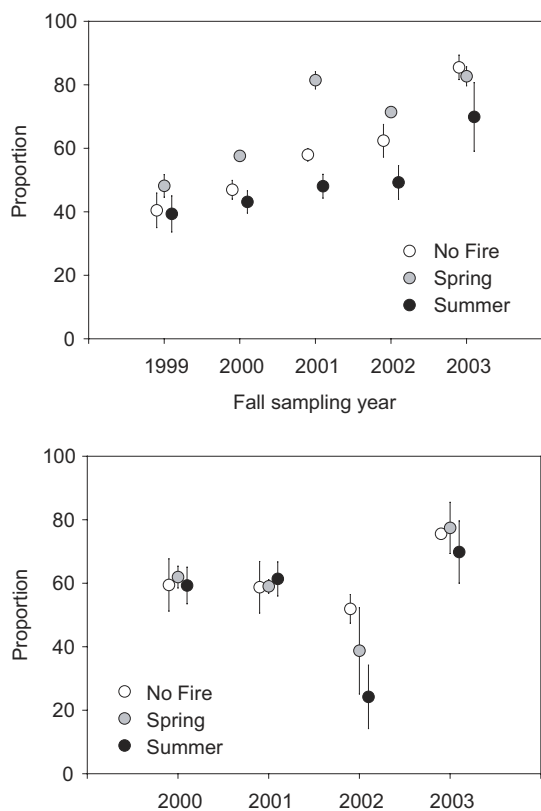 100
80
60
40
20
0
Proportion
No Fire
Spring
Summer
1999 2000 2001 2002 2003
Fall sampling year
100
80
60
40
20
0
Proportion
No Fire
Spring
Summer
2000 2001 2002 2003